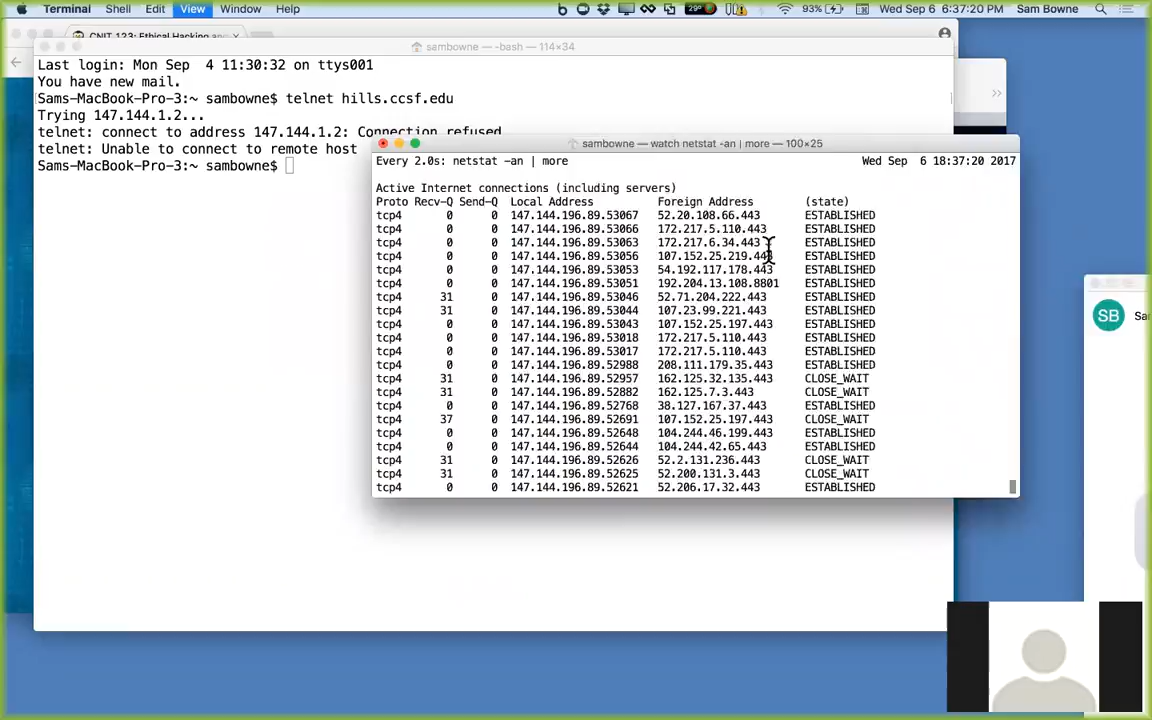 Terminal Shell Edit View Window Help 29° 93% Wed Sep 6 6:37:20 PM Sam Bowne
CNIT 123: Ethical Hacking
sambowne — -bash — 114×34
Last login: Mon Sep  4 11:30:32 on ttys001
You have new mail.
Sams-MacBook-Pro-3:~ sambowne$ telnet hills.ccsf.edu
Trying 147.144.1.2...
telnet: connect to address 147.144.1.2: Connection refused
telnet: Unable to connect to remote host
Sams-MacBook-Pro-3:~ sambowne$
sambowne — watch netstat -an | more — 100×25
Every 2.0s: netstat -an | more Wed Sep  6 18:37:20 2017
Active Internet connections (including servers)
Proto Recv-Q Send-Q  Local Address          Foreign Address        (state)
tcp4       0      0  147.144.196.89.53067   52.20.108.66.443       ESTABLISHED
tcp4       0      0  147.144.196.89.53066   172.217.5.110.443      ESTABLISHED
tcp4       0      0  147.144.196.89.53063   172.217.6.34.443       ESTABLISHED
tcp4       0      0  147.144.196.89.53056   107.152.25.219.443     ESTABLISHED
tcp4       0      0  147.144.196.89.53053   54.192.117.178.443     ESTABLISHED
tcp4       0      0  147.144.196.89.53051   192.204.13.108.8801    ESTABLISHED
tcp4      31      0  147.144.196.89.53046   52.71.204.222.443      ESTABLISHED
tcp4      31      0  147.144.196.89.53044   107.23.99.221.443      ESTABLISHED
tcp4       0      0  147.144.196.89.53043   107.152.25.197.443     ESTABLISHED
tcp4       0      0  147.144.196.89.53018   172.217.5.110.443      ESTABLISHED
tcp4       0      0  147.144.196.89.53017   172.217.5.110.443      ESTABLISHED
tcp4       0      0  147.144.196.89.52988   208.111.179.35.443     ESTABLISHED
tcp4      31      0  147.144.196.89.52957   162.125.32.135.443     CLOSE_WAIT
tcp4      31      0  147.144.196.89.52882   162.125.7.3.443        CLOSE_WAIT
tcp4       0      0  147.144.196.89.52768   38.127.167.37.443      ESTABLISHED
tcp4      37      0  147.144.196.89.52691   107.152.25.197.443     CLOSE_WAIT
tcp4       0      0  147.144.196.89.52648   104.244.46.199.443     ESTABLISHED
tcp4       0      0  147.144.196.89.52644   104.244.42.65.443      ESTABLISHED
tcp4      31      0  147.144.196.89.52626   52.2.131.236.443       CLOSE_WAIT
tcp4      31      0  147.144.196.89.52625   52.200.131.3.443       CLOSE_WAIT
tcp4       0      0  147.144.196.89.52621   52.206.17.32.443       ESTABLISHED
SB Sa